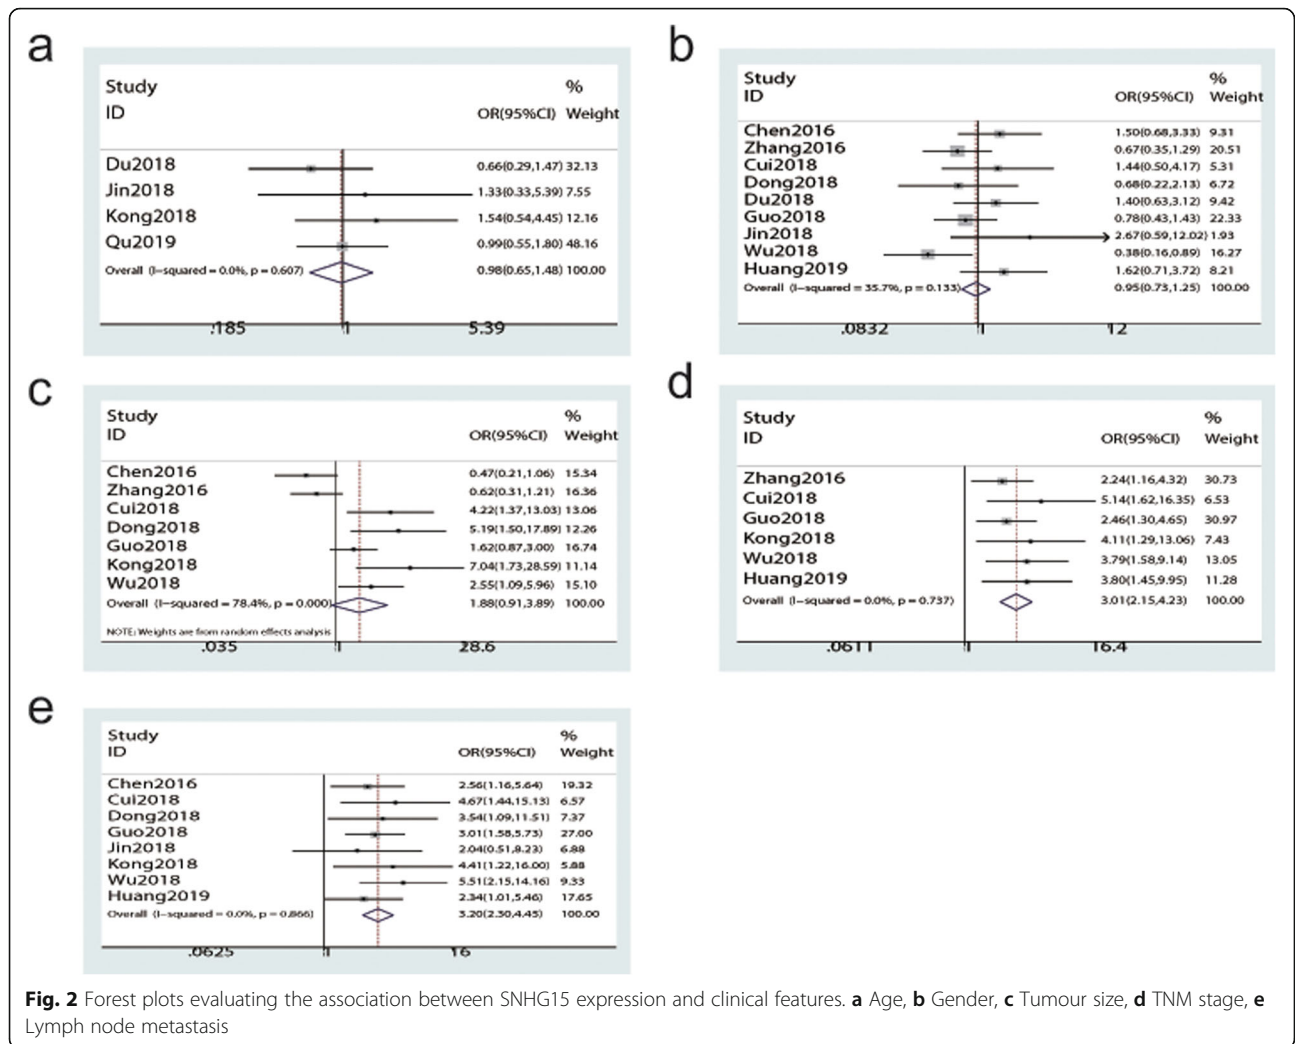 a
Study %
ID OR(95%CI) Weight
Du2018 0.66(0.29,1.47) 32.13
Jin2018 1.33(0.33,5.39) 7.55
Kong2018 1.54(0.54,4.45) 12.16
Qu2019 0.99(0.55,1.80) 48.16
Overall (I-squared = 0.0%, p = 0.607) 0.98(0.65,1.48) 100.00
.185 1 5.39
b
Study %
ID OR(95%CI) Weight
Chen2016 1.50(0.68,3.33) 9.31
Zhang2016 0.67(0.35,1.29) 20.51
Cui2018 1.44(0.50,4.17) 5.31
Dong2018 0.68(0.22,2.13) 6.72
Du2018 1.40(0.63,3.12) 9.42
Guo2018 0.78(0.43,1.43) 22.33
Jin2018 2.67(0.59,12.02) 1.93
Wu2018 0.38(0.16,0.89) 16.27
Huang2019 1.62(0.71,3.72) 8.21
Overall (I-squared = 35.7%, p = 0.133) 0.95(0.73,1.25) 100.00
.0832 1 12
c
Study %
ID OR(95%CI) Weight
Chen2016 0.47(0.21,1.06) 15.34
Zhang2016 0.62(0.31,1.21) 16.36
Cui2018 4.22(1.37,13.03) 13.06
Dong2018 5.19(1.50,17.89) 12.26
Guo2018 1.62(0.87,3.00) 16.74
Kong2018 7.04(1.73,28.59) 11.14
Wu2018 2.55(1.09,5.96) 15.10
Overall (I-squared = 78.4%, p = 0.000) 1.88(0.91,3.89) 100.00
NOTE: Weights are from random effects analysis
.035 1 28.6
d
Study %
ID OR(95%CI) Weight
Zhang2016 2.24(1.16,4.32) 30.73
Cui2018 5.14(1.62,16.35) 6.53
Guo2018 2.46(1.30,4.65) 30.97
Kong2018 4.11(1.29,13.06) 7.43
Wu2018 3.79(1.58,9.14) 13.05
Huang2019 3.80(1.45,9.95) 11.28
Overall (I-squared = 0.0%, p = 0.737) 3.01(2.15,4.23) 100.00
.0611 1 16.4
e
Study %
ID OR(95%CI) Weight
Chen2016 2.56(1.16,5.64) 19.32
Cui2018 4.67(1.44,15.13) 6.57
Dong2018 3.54(1.09,11.51) 7.37
Guo2018 3.01(1.58,5.73) 27.00
Jin2018 2.04(0.51,8.23) 6.88
Kong2018 4.41(1.22,16.00) 5.88
Wu2018 5.51(2.15,14.16) 9.33
Huang2019 2.34(1.01,5.46) 17.65
Overall (I-squared = 0.0%, p = 0.866) 3.20(2.30,4.45) 100.00
.0625 1 16
Fig. 2 Forest plots evaluating the association between SNHG15 expression and clinical features. a Age, b Gender, c Tumour size, d TNM stage, e
Lymph node metastasis